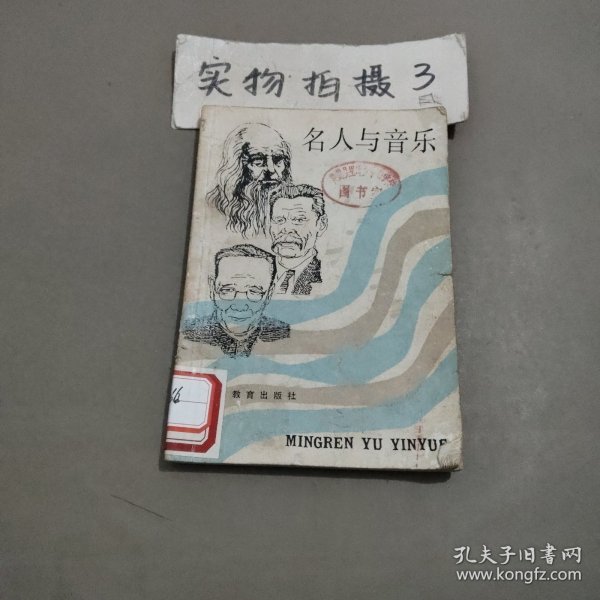 实物拍摄3
名人与音乐
图书室
教育出版社
MINGREN YU YINYUE
孔夫子旧书网
www.kongfz.com